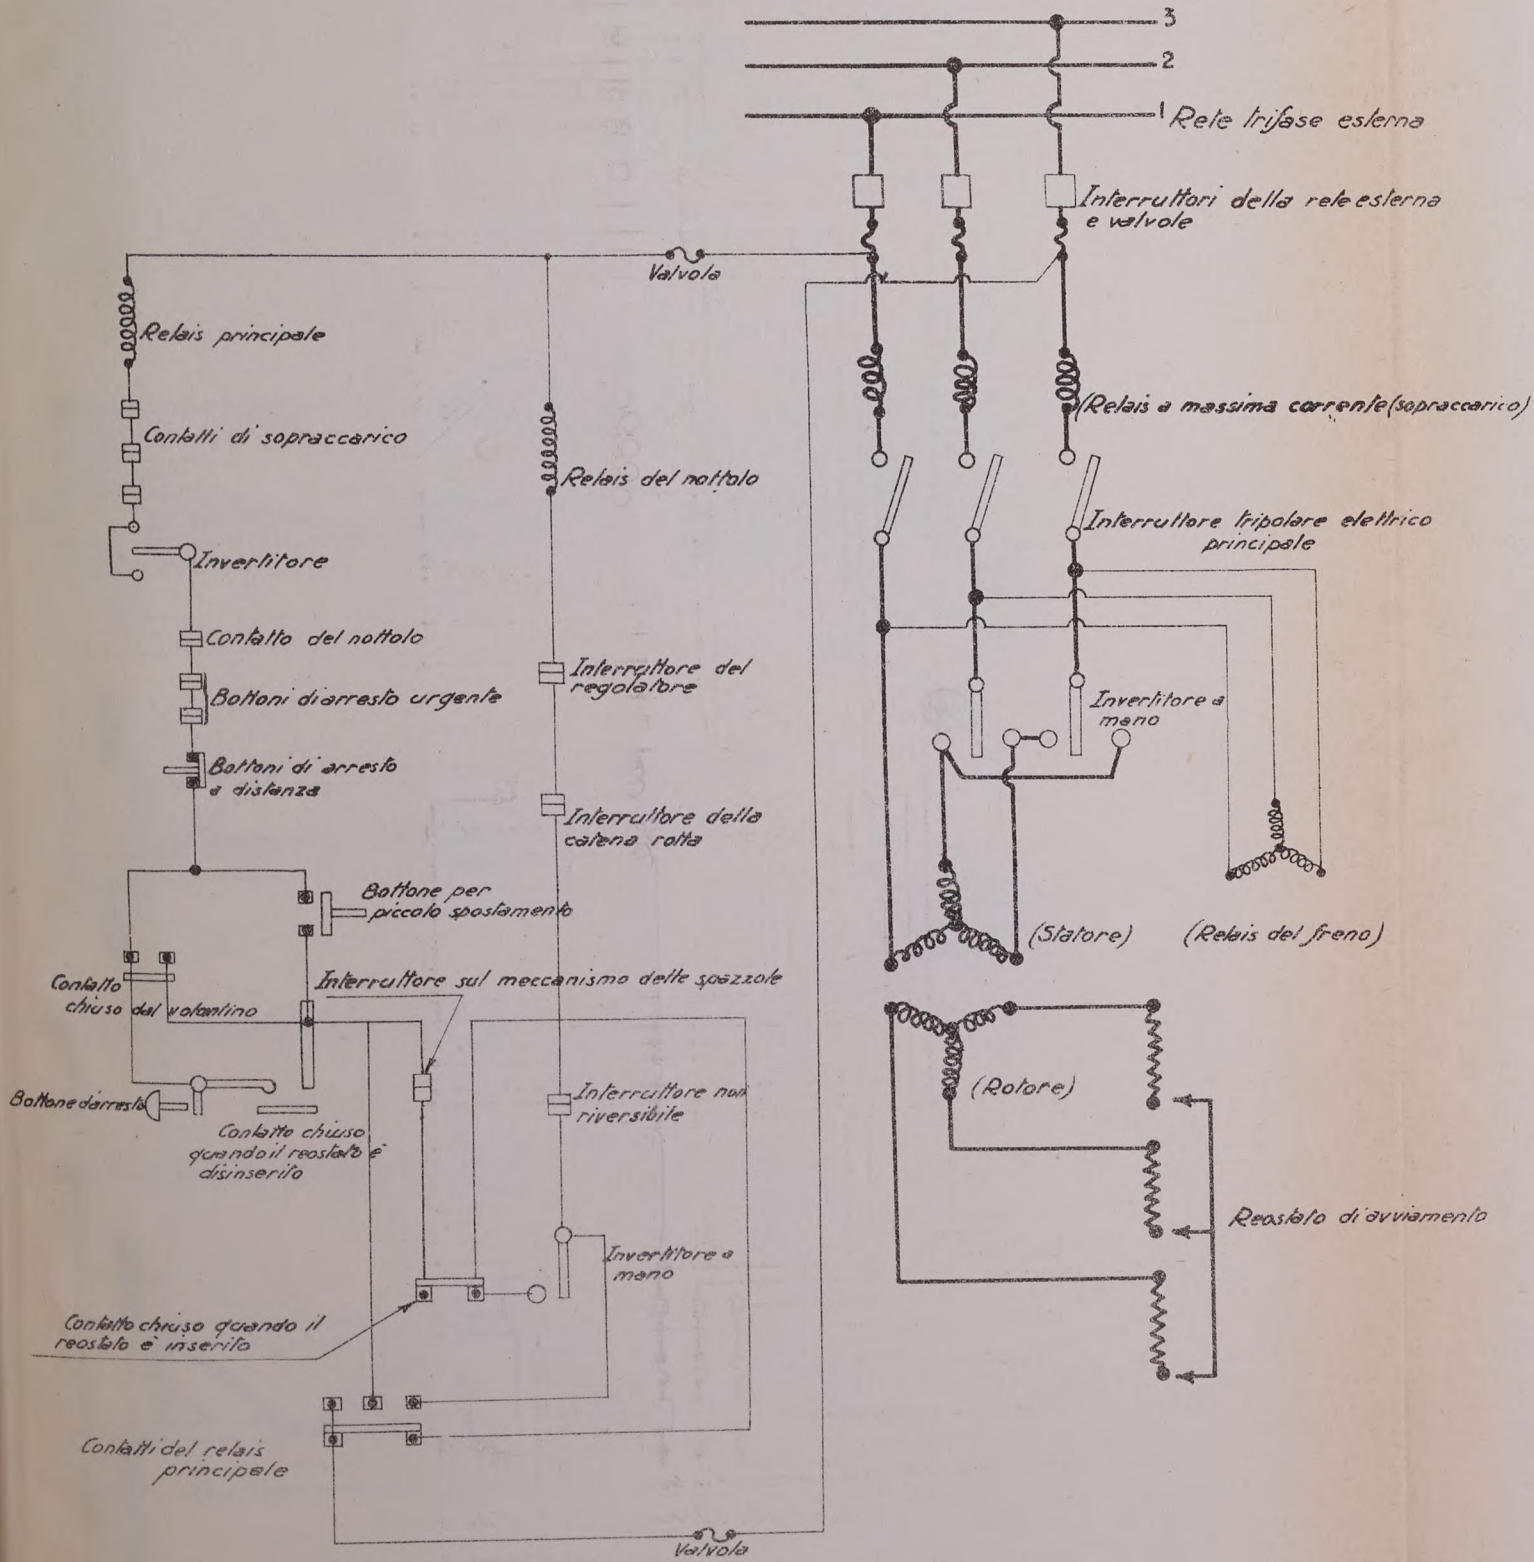 3
2
1 Rete trifase esterna
Interruttori della rete esterna
e valvole
Valvola
Relais principale
(Relais a massima corrente (sopraccarico)
Contatti di sopraccarico
Relais del nottolo
Interruttore tripolare elettrico
principale
Invertitore
Contatto del nottolo
Interruttore del
regolatore
Bottoni di arresto urgente
Invertitore a
mano
Bottoni di arresto
a distanza
Interruttore della
catena rotta
Bottone per
piccolo spostamento
(Statore)
(Relais del freno)
Interruttore sul meccanismo delle spazzole
Contatto
chiuso dal volantino
(Rotore)
Bottone d'arresto
Interruttore non
riversibile
Contatto chiuso
quando il reostato è
disinserito
Reostato di avviamento
Invertitore a
mano
Contatto chiuso quando il
reostato è inserito
Contatti del relais
principale
Valvola